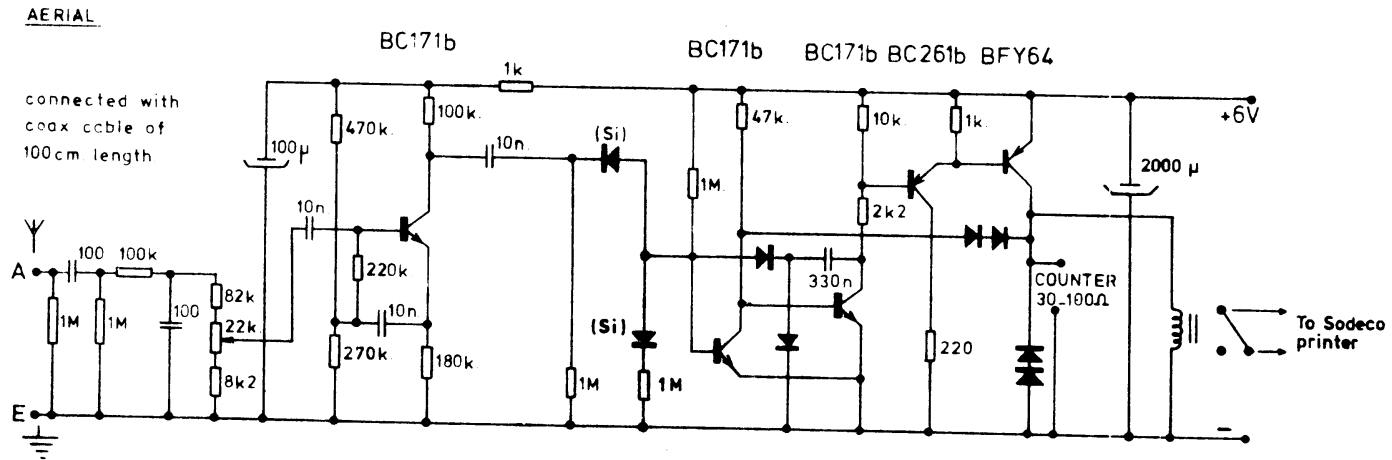 AERIAL
connected with
coax ccble of
100cm length.
A
E
1M
100
1M
100k
100
82k
22k.
8k2
10n
100µ
470k.
220k
10n
270k.
BC171b
100k.
180k.
1k
10n.
1M
(Si)
(Si)
1M
1M.
BC171b
BC171b
BC261b
BFY64
47k.
10k.
1k.
2k2
330n
220
COUNTER
30-100Ω
2000 µ
+6V
-
To Sodeco
printer